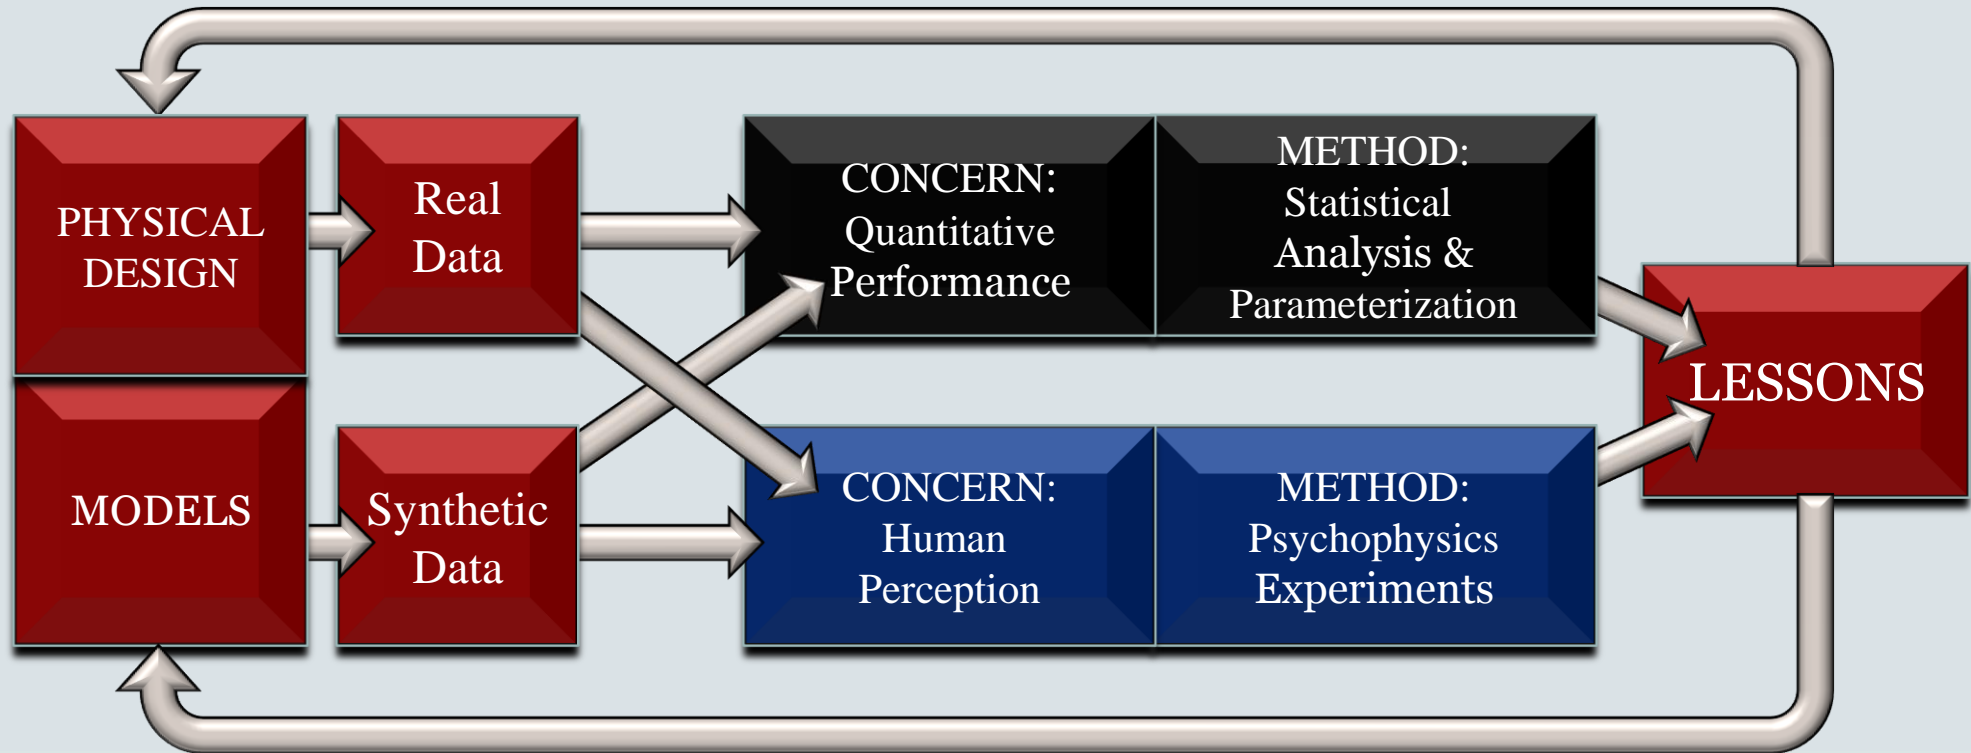 PHYSICAL
DESIGN
Real
Data
CONCERN:
Quantitative
Performance
METHOD:
Statistical
Analysis &
Parameterization
LESSONS
MODELS
Synthetic
Data
CONCERN:
Human
Perception
METHOD:
Psychophysics
Experiments